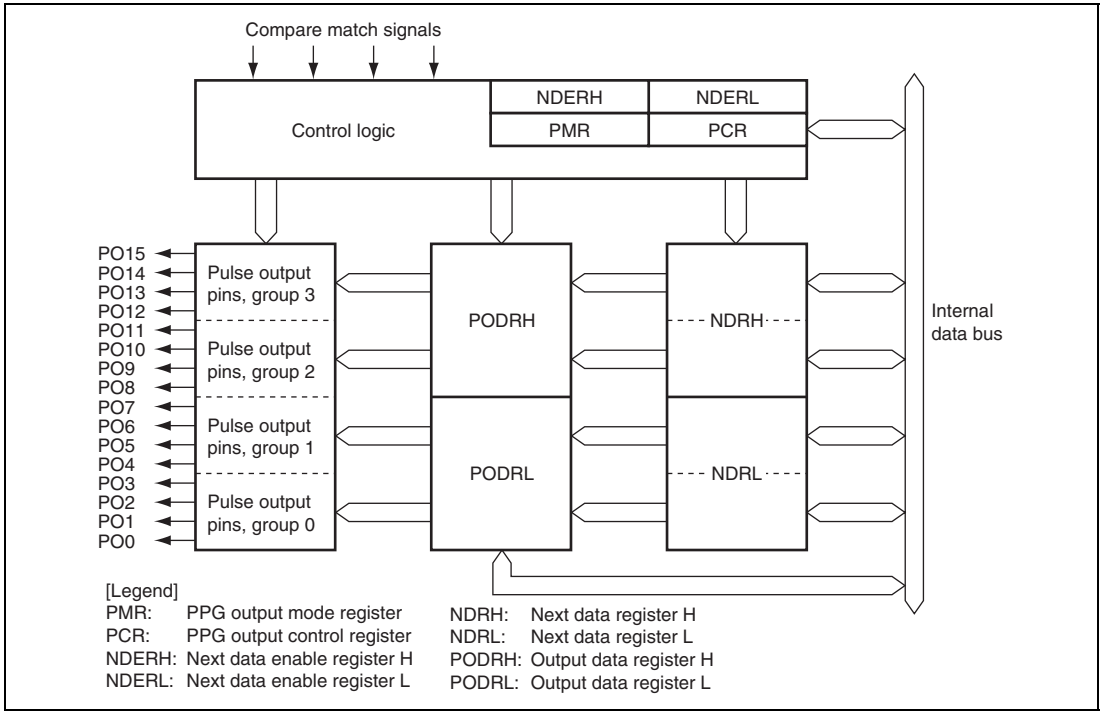 Compare match signals
NDERH NDERL
Control logic PMR PCR
PO15
PO14
PO13
PO12
PO11
PO10
PO9
PO8
PO7
PO6
PO5
PO4
PO3
PO2
PO1
PO0
Pulse output
pins, group 3
Pulse output
pins, group 2
Pulse output
pins, group 1
Pulse output
pins, group 0
PODRH
PODRL
NDRH
NDRL
Internal
data bus
[Legend]
PMR: PPG output mode register
PCR: PPG output control register
NDERH: Next data enable register H
NDERL: Next data enable register L
NDRH: Next data register H
NDRL: Next data register L
PODRH: Output data register H
PODRL: Output data register L